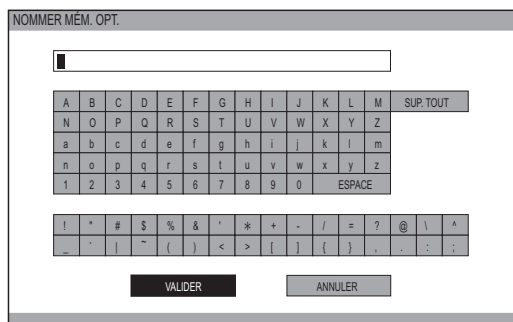 NOMMER MÉM. OPT.
A B C D E F G H I J K L M SUP. TOUT
N O P Q R S T U V W X Y Z
a b c d e f g h i j k l m
n o p q r s t u v w x y z
1 2 3 4 5 6 7 8 9 0 ESPACE
! " # $ % & ' * + - / = ? @ \ ^
_ ` | ~ ( ) < > [ ] { } , . : ;
VALIDER ANNULER